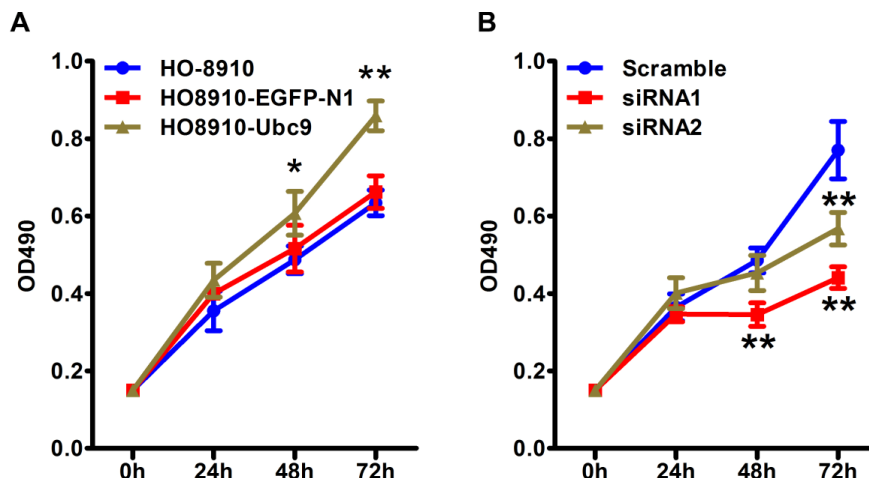 A
HO-8910
HO8910-EGFP-N1
HO8910-Ubc9
**
*
OD490
1.0
0.8
0.6
0.4
0.2
0.0
0h 24h 48h 72h
B
Scramble
siRNA1
siRNA2
**
**
**
OD490
1.0
0.8
0.6
0.4
0.2
0.0
0h 24h 48h 72h